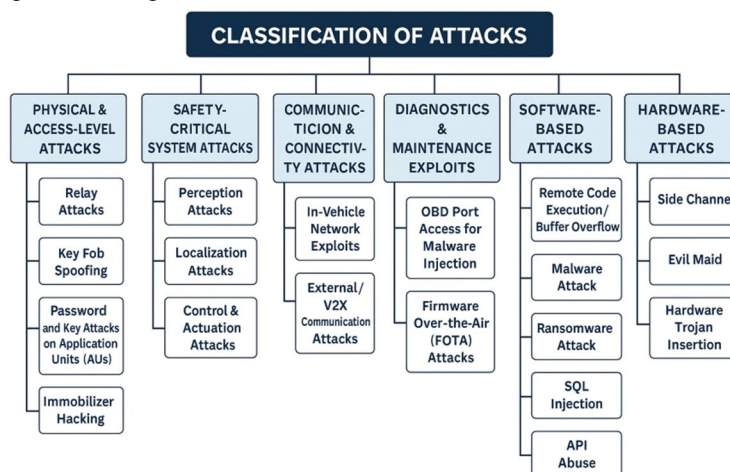 CLASSIFICATION OF ATTACKS
PHYSICAL &
ACCESS-LEVEL
ATTACKS
Relay
Attacks
Key Fob
Spoofing
Password
and Key Attacks
on Application
Units (AUs)
Immobilizer
Hacking
SAFETY-
CRITICAL
SYSTEM ATTACKS
Perception
Attacks
Localization
Attacks
Control &
Actuation
Attacks
COMMUNIC-
TICION &
CONNECTIV-
TY ATTACKS
In-Vehicle
Network
Exploits
External/
V2X
Communication
Attacks
DIAGNOSTICS
&
MAINTENANCE
EXPLOITS
OBD Port
Access for
Malware
Injection
Firmware
Over-the-Air
(FOTA)
Attacks
SOFTWARE-
BASED
ATTACKS
Remote Code
Execution/
Buffer Overflow
Malware
Attack
Ransomware
Attack
SQL
Injection
API
Abuse
HARDWARE-
BASED
ATTACKS
Side Channe
Evil Maid
Hardware
Trojan
Insertion